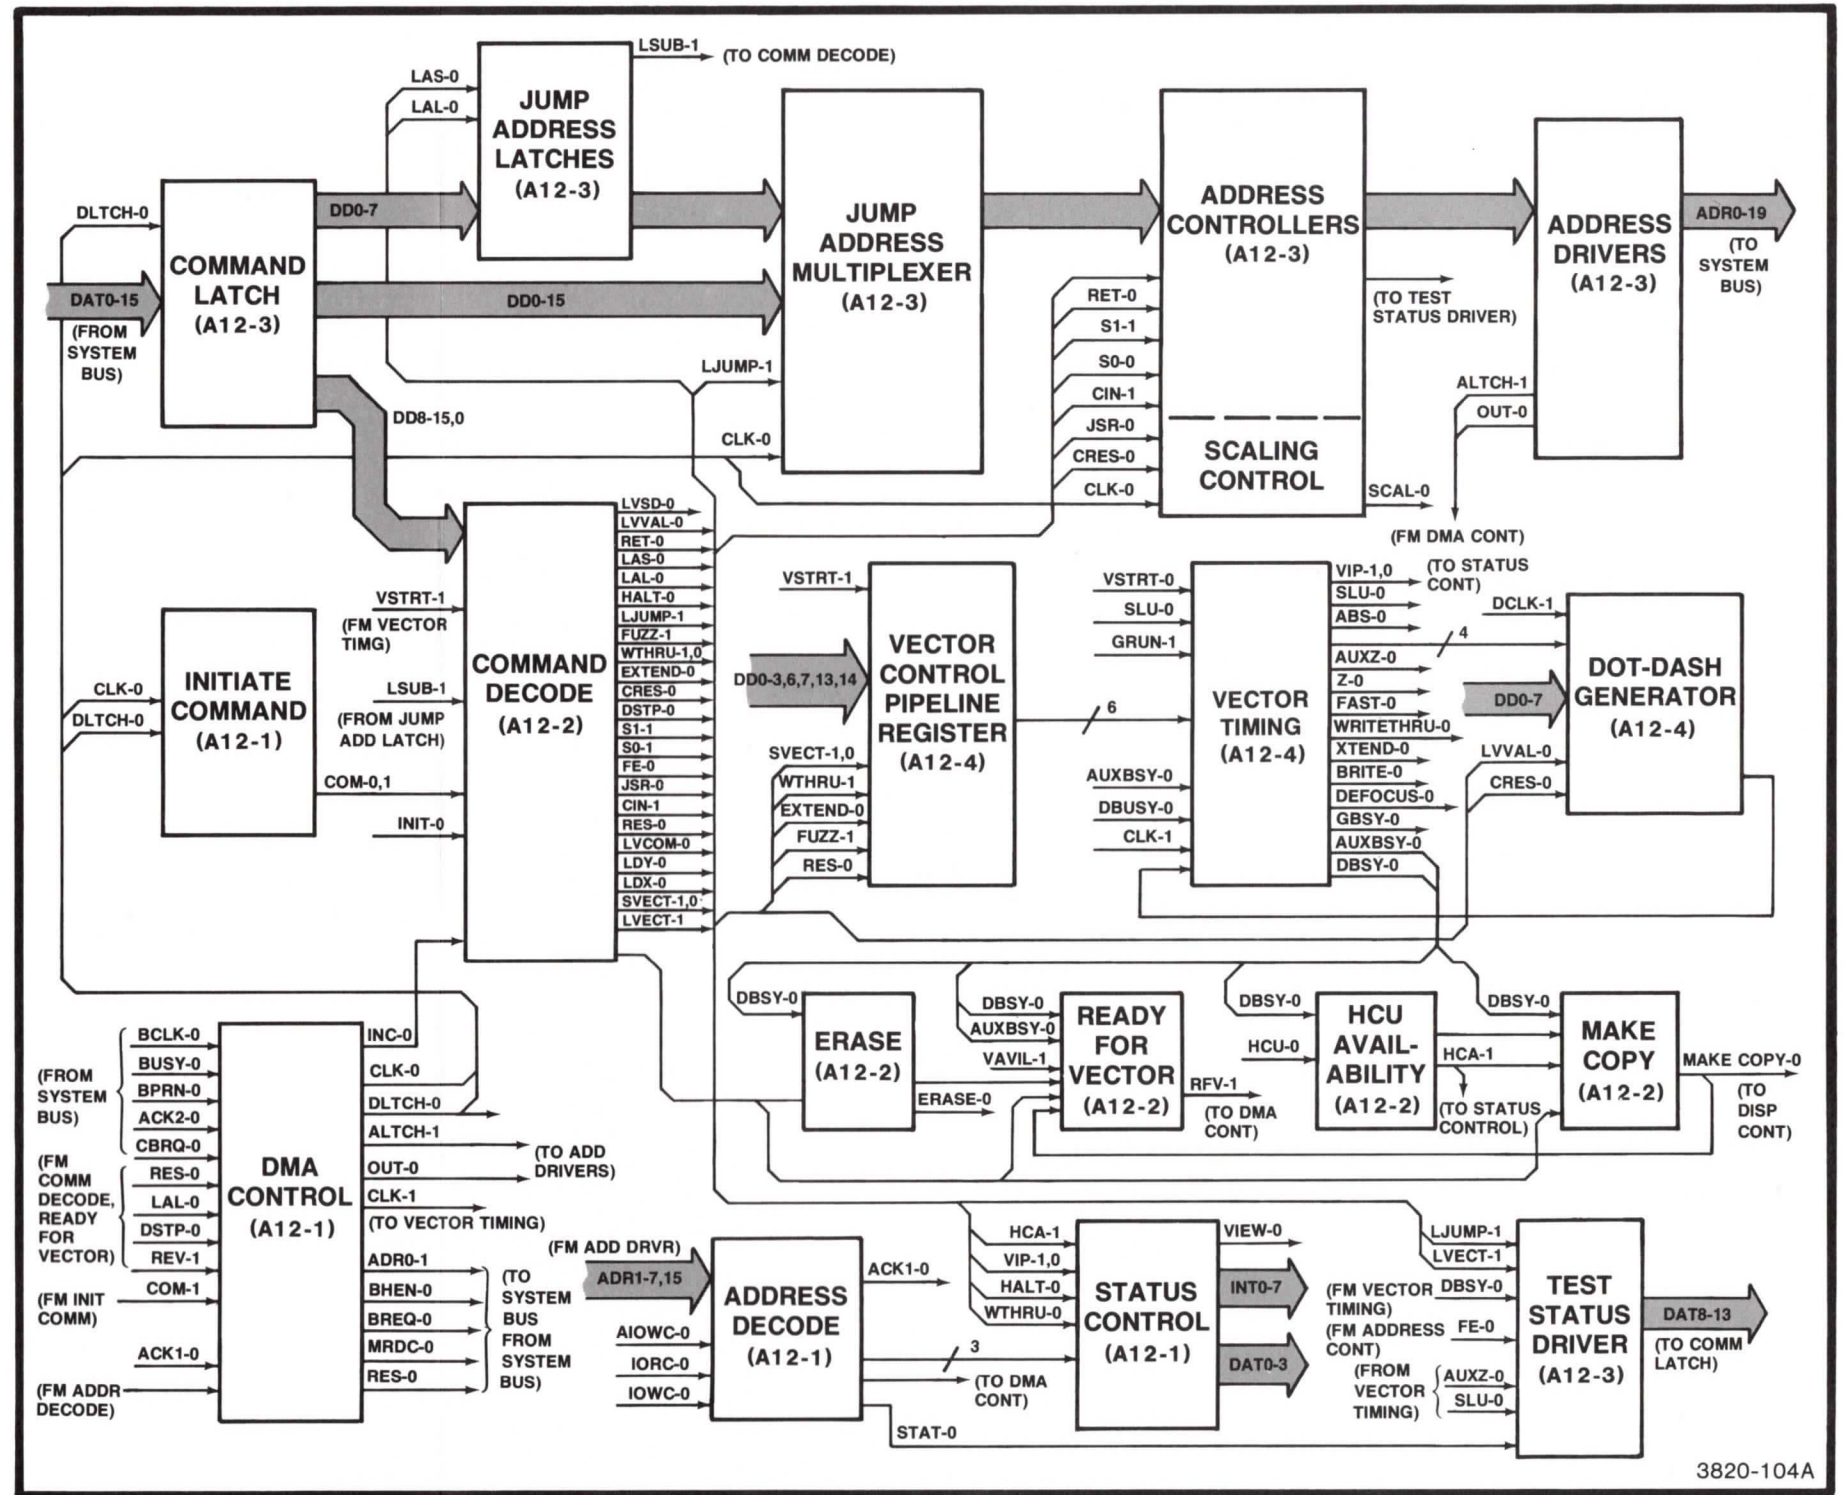 LSUB-1
(TO COMM DECODE)
LAS-0
LAL-0
JUMP
ADDRESS
LATCHES
(A12-3)
DLTCH-0
DAT0-15
(FROM
SYSTEM
BUS)
COMMAND
LATCH
(A12-3)
DD0-7
DD0-15
DD8-15,0
JUMP
ADDRESS
MULTIPLEXER
(A12-3)
LJUMP-1
CLK-0
ADDRESS
CONTROLLERS
(A12-3)
RET-0
S1-1
S0-0
CIN-1
JSR-0
CRES-0
CLK-0
SCALING
CONTROL
(TO TEST
STATUS DRIVER)
SCAL-0
ADDRESS
DRIVERS
(A12-3)
ADR0-19
(TO
SYSTEM
BUS)
ALTCH-1
OUT-0
(FM DMA CONT)
CLK-0
DLTCH-0
INITIATE
COMMAND
(A12-1)
COM-0,1
VSTRT-1
(FM VECTOR
TIMG)
LSUB-1
(FROM JUMP
ADD LATCH)
INIT-0
COMMAND
DECODE
(A12-2)
LVSD-0
LVVAL-0
RET-0
LAS-0
LAL-0
HALT-0
LJUMP-1
FUZZ-1
WTHRU-1,0
EXTEND-0
CRES-0
DSTP-0
S1-1
S0-1
FE-0
JSR-0
CIN-1
RES-0
LVCOM-0
LDY-0
LDX-0
SVECT-1,0
LVECT-1
VSTRT-1
DD0-3,6,7,13,14
SVECT-1,0
WTHRU-1
EXTEND-0
FUZZ-1
RES-0
VECTOR
CONTROL
PIPELINE
REGISTER
(A12-4)
6
VSTRT-0
SLU-0
GRUN-1
AUXBSY-0
DBUSY-0
CLK-1
VECTOR
TIMING
(A12-4)
VIP-1,0
(TO STATUS
CONT)
SLU-0
ABS-0
4
AUXZ-0
Z-0
FAST-0
WRITETHRU-0
XTEND-0
BRITE-0
DEFOCUS-0
GBSY-0
AUXBSY-0
DBSY-0
DCLK-1
DD0-7
LVVAL-0
CRES-0
DOT-DASH
GENERATOR
(A12-4)
DBSY-0
ERASE
(A12-2)
ERASE-0
DBSY-0
AUXBSY-0
VAVIL-1
READY
FOR
VECTOR
(A12-2)
RFV-1
(TO DMA
CONT)
DBSY-0
HCU-0
HCU
AVAIL-
ABILITY
(A12-2)
HCA-1
(TO STATUS
CONTROL)
DBSY-0
MAKE
COPY
(A12-2)
MAKE COPY-0
(TO
DISP
CONT)
(FROM
SYSTEM
BUS)
BCLK-0
BUSY-0
BPRN-0
ACK2-0
CBRQ-0
(FM
COMM
DECODE,
READY
FOR
VECTOR)
RES-0
LAL-0
DSTP-0
REV-1
COM-1
(FM INIT
COMM)
ACK1-0
(FM ADDR
DECODE)
DMA
CONTROL
(A12-1)
INC-0
CLK-0
DLTCH-0
ALTCH-1
(TO ADD
DRIVERS)
OUT-0
CLK-1
(TO VECTOR TIMING)
ADR0-1
BHEN-0
BREQ-0
MRDC-0
RES-0
(TO
SYSTEM
BUS
FROM
SYSTEM
BUS)
(FM ADD DRVR)
ADR1-7,15
AIOWC-0
IORC-0
IOWC-0
ADDRESS
DECODE
(A12-1)
ACK1-0
3
(TO DMA
CONT)
STAT-0
HCA-1
VIP-1,0
HALT-0
WTHRU-0
STATUS
CONTROL
(A12-1)
VIEW-0
INT0-7
DAT0-3
LJUMP-1
LVECT-1
(FM VECTOR
TIMING)
DBSY-0
(FM ADDRESS
CONT)
FE-0
(FROM
VECTOR
TIMING)
AUXZ-0
SLU-0
TEST
STATUS
DRIVER
(A12-3)
DAT8-13
(TO COMM
LATCH)
3820-104A